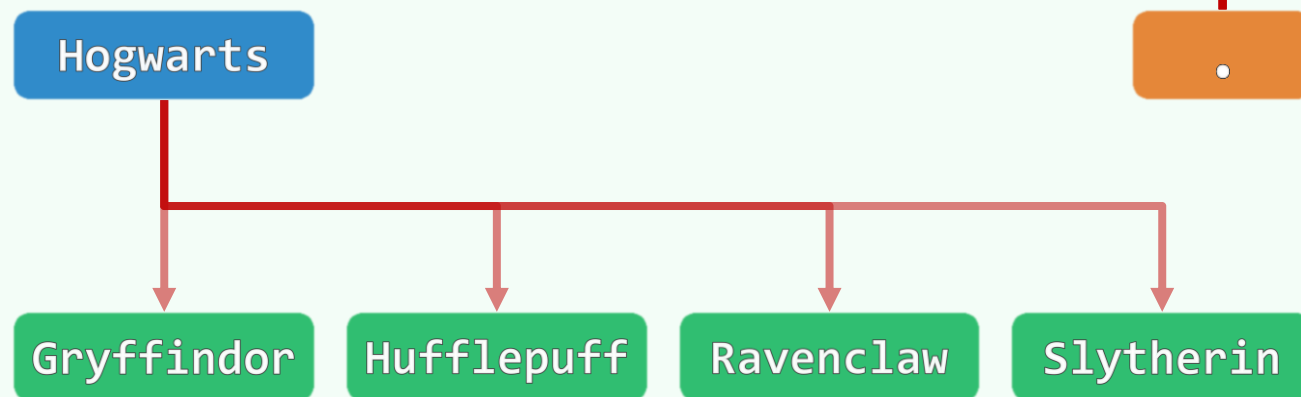 Hogwarts
.
Gryffindor
Hufflepuff
Ravenclaw
Slytherin